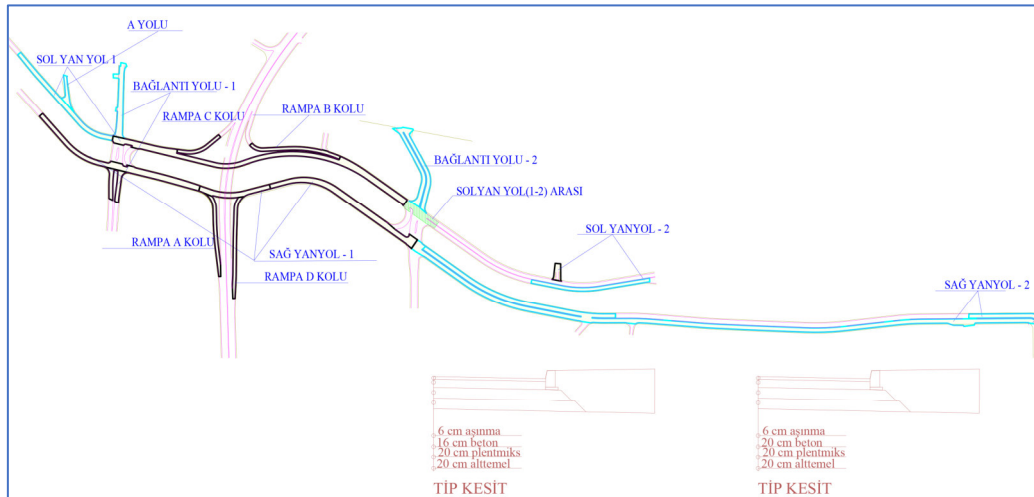 A YOLU
SOL YAN YOL 1
BAĞLANTI YOLU - 1
RAMPA C KOLU
RAMPA B KOLU
BAĞLANTI YOLU - 2
SOLYAN YOL(1-2) ARASI
SOL YANYOL - 2
RAMPA A KOLU
SAĞ YANYOL - 1
RAMPA D KOLU
SAĞ YANYOL - 2
6 cm aşınma
16 cm beton
20 cm plentmiks
20 cm alttemel
TİP KESİT
6 cm aşınma
20 cm beton
20 cm plentmiks
20 cm alttemel
TİP KESİT